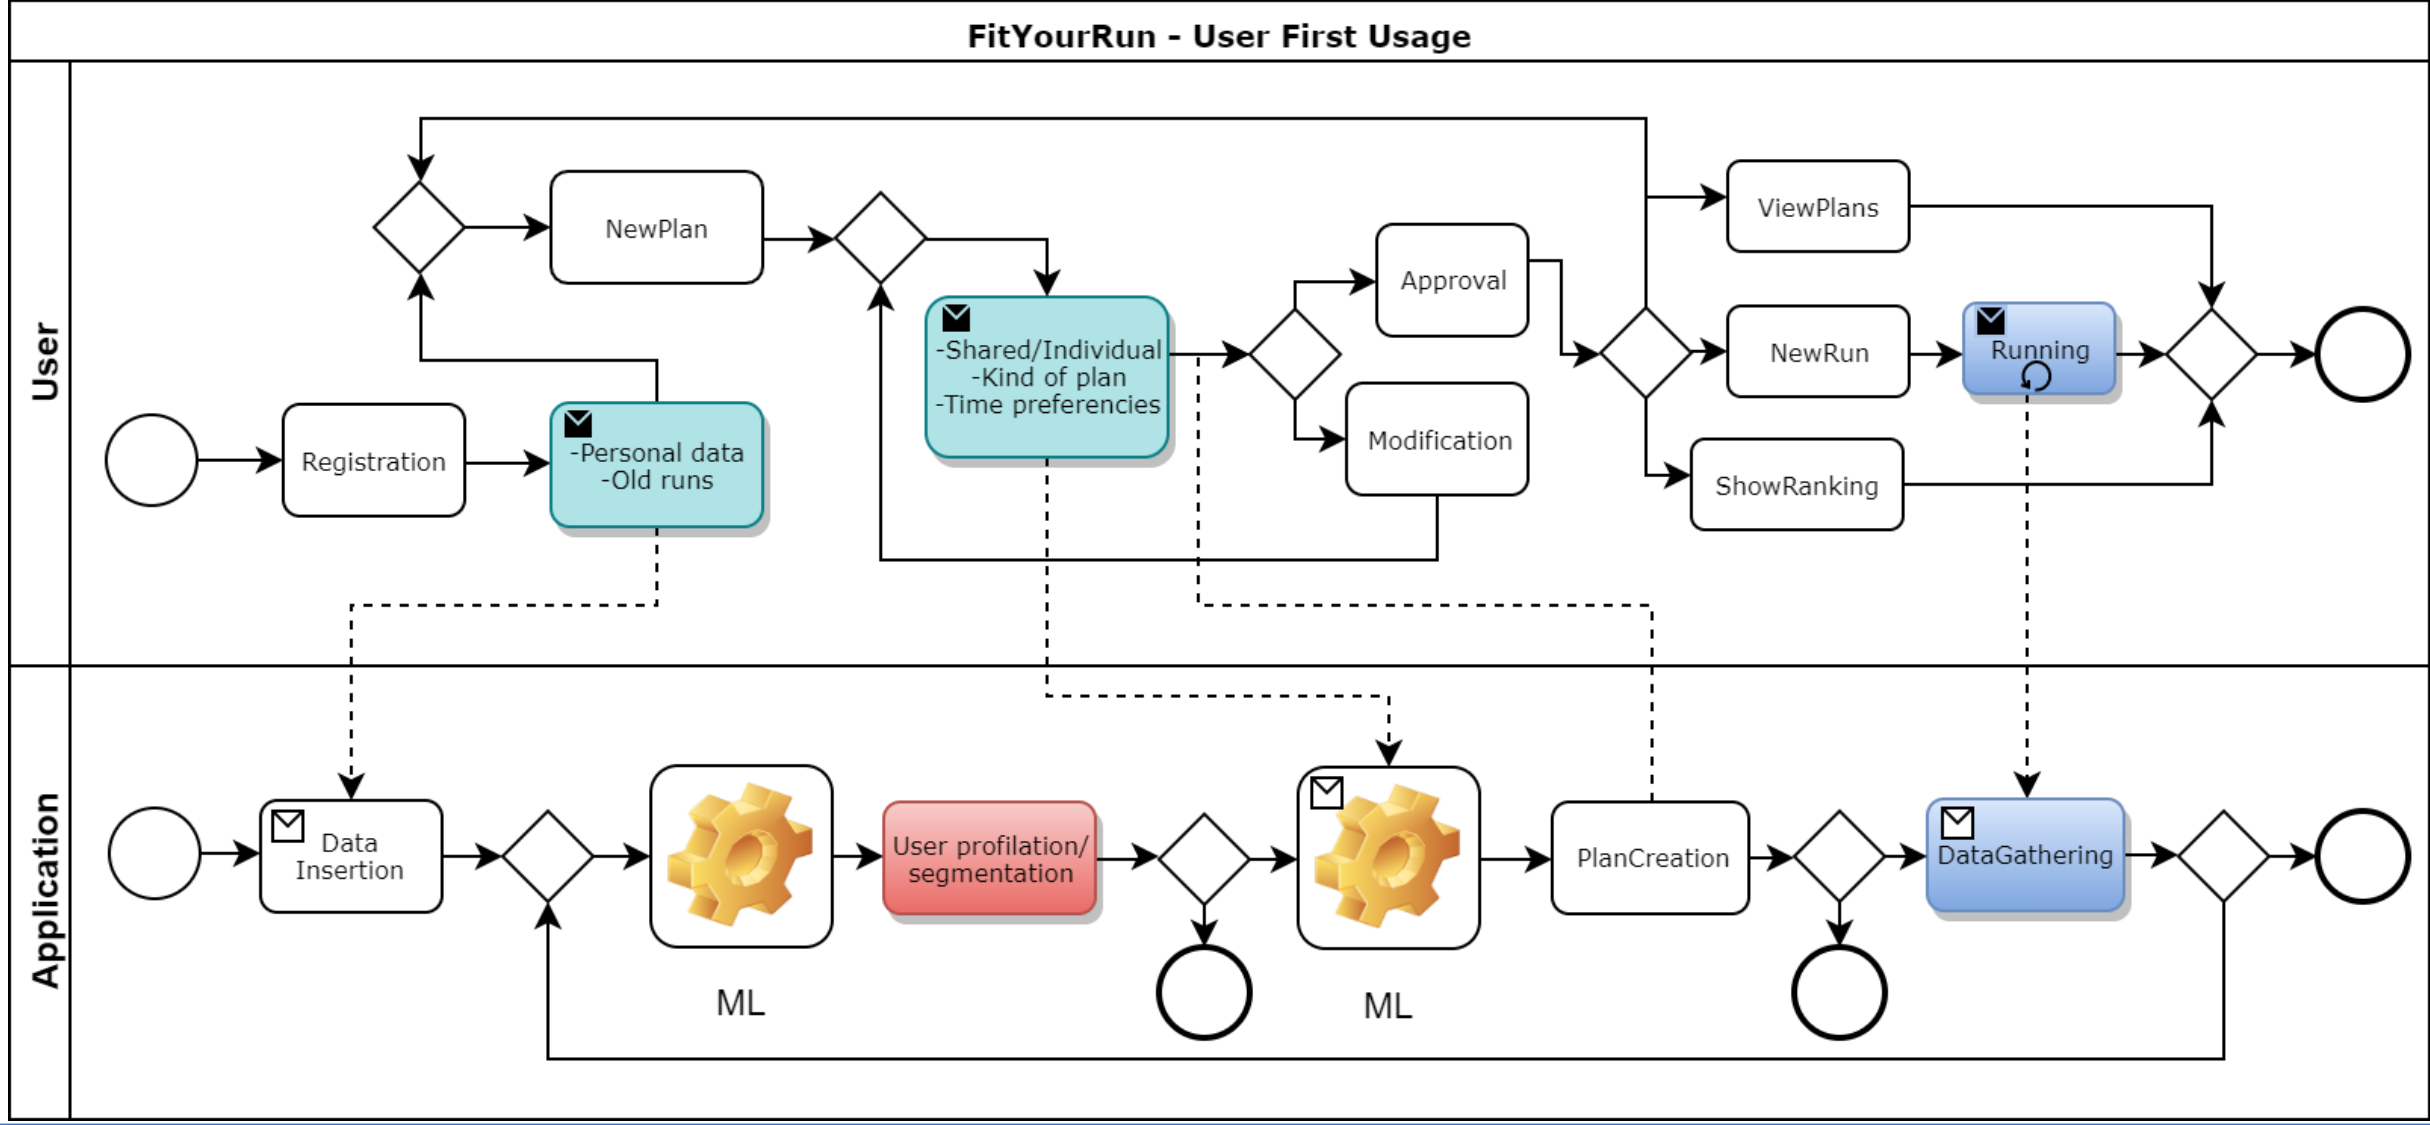 FitYourRun - User First Usage
User
NewPlan
ViewPlans
Approval
-Shared/Individual
-Kind of plan
-Time preferencies
NewRun
Running
Registration
-Personal data
-Old runs
Modification
ShowRanking
Application
Data
Insertion
ML
User profilation/
segmentation
ML
PlanCreation
DataGathering